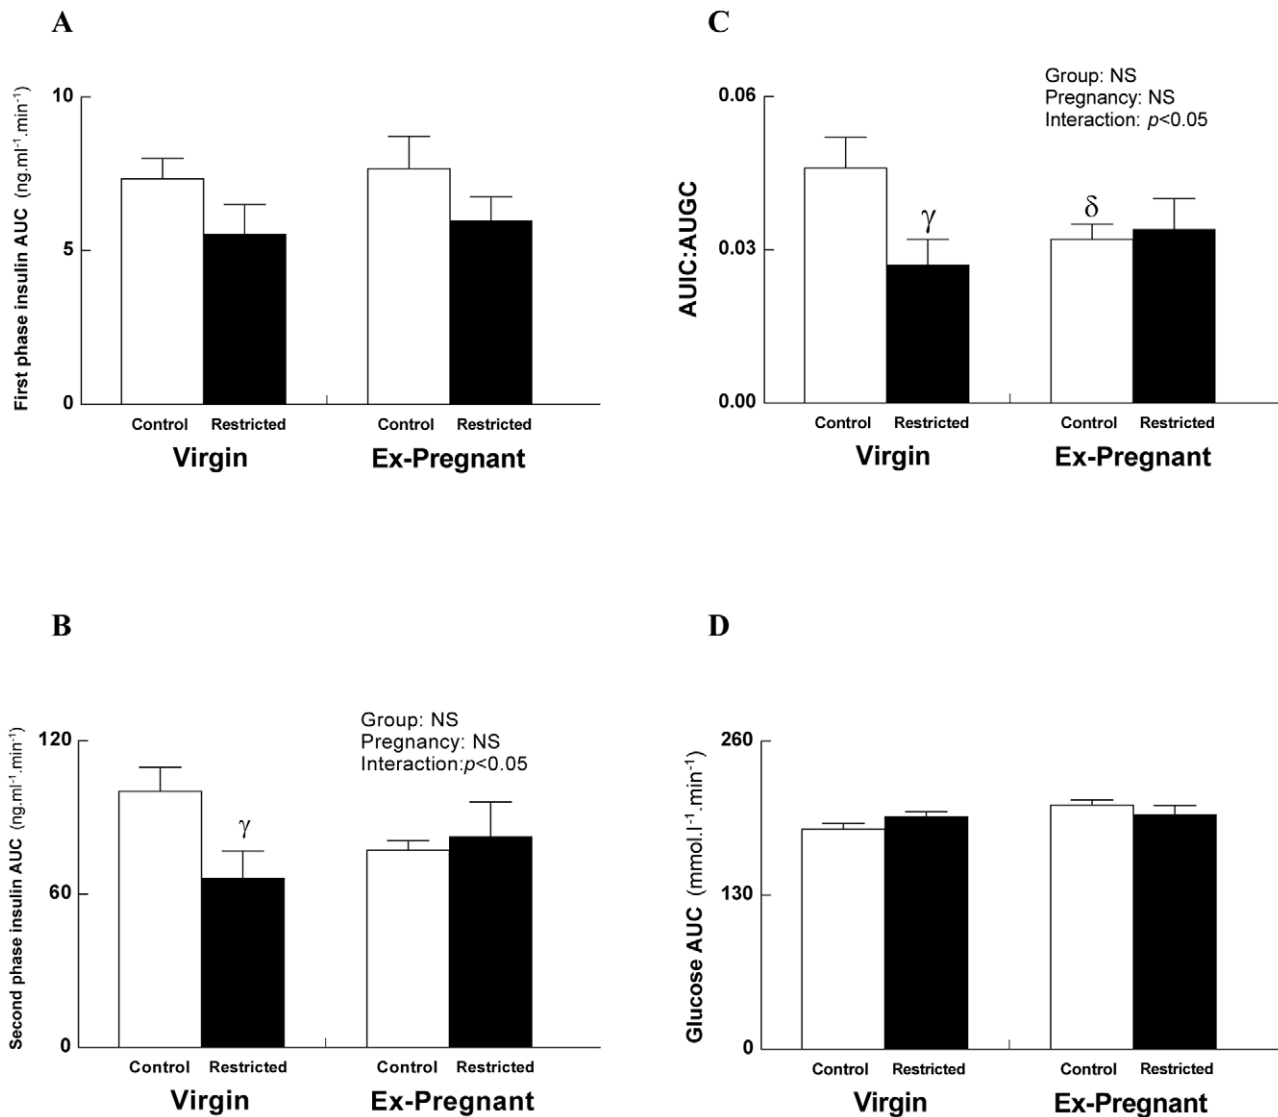 A
First phase insulin AUC (ng.ml⁻¹.min⁻¹)
10
5
0
Control Restricted Control Restricted
Virgin Ex-Pregnant
C
Group: NS
Pregnancy: NS
Interaction: p<0.05
AUIC:AUGC
0.06
0.03
0.00
γ
δ
Control Restricted Control Restricted
Virgin Ex-Pregnant
B
Group: NS
Pregnancy: NS
Interaction:p<0.05
Second phase insulin AUC (ng.ml⁻¹.min⁻¹)
120
60
0
γ
Control Restricted Control Restricted
Virgin Ex-Pregnant
D
Glucose AUC (mmol.l⁻¹.min⁻¹)
260
130
0
Control Restricted Control Restricted
Virgin Ex-Pregnant